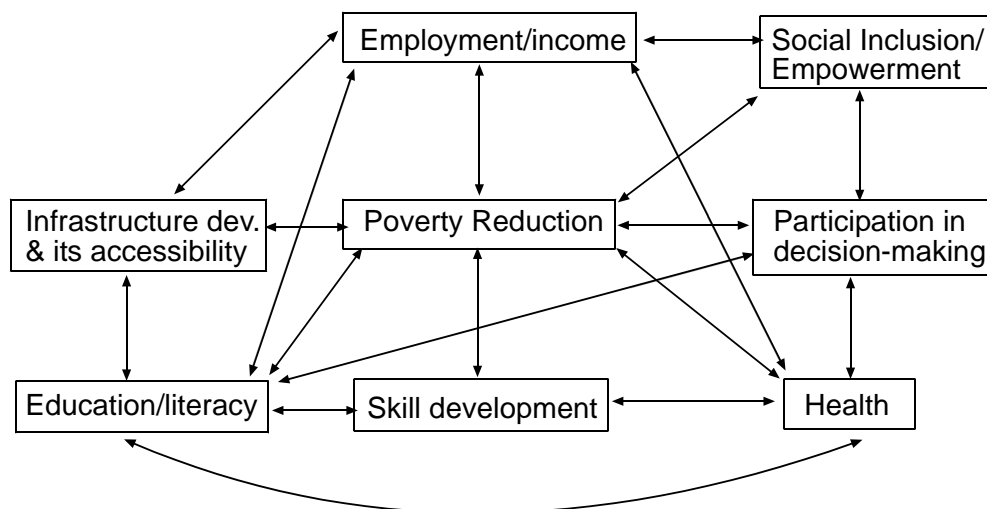 Employment/income
Social Inclusion/
Empowerment
Infrastructure dev.
& its accessibility
Poverty Reduction
Participation in
decision-making
Education/literacy
Skill development
Health